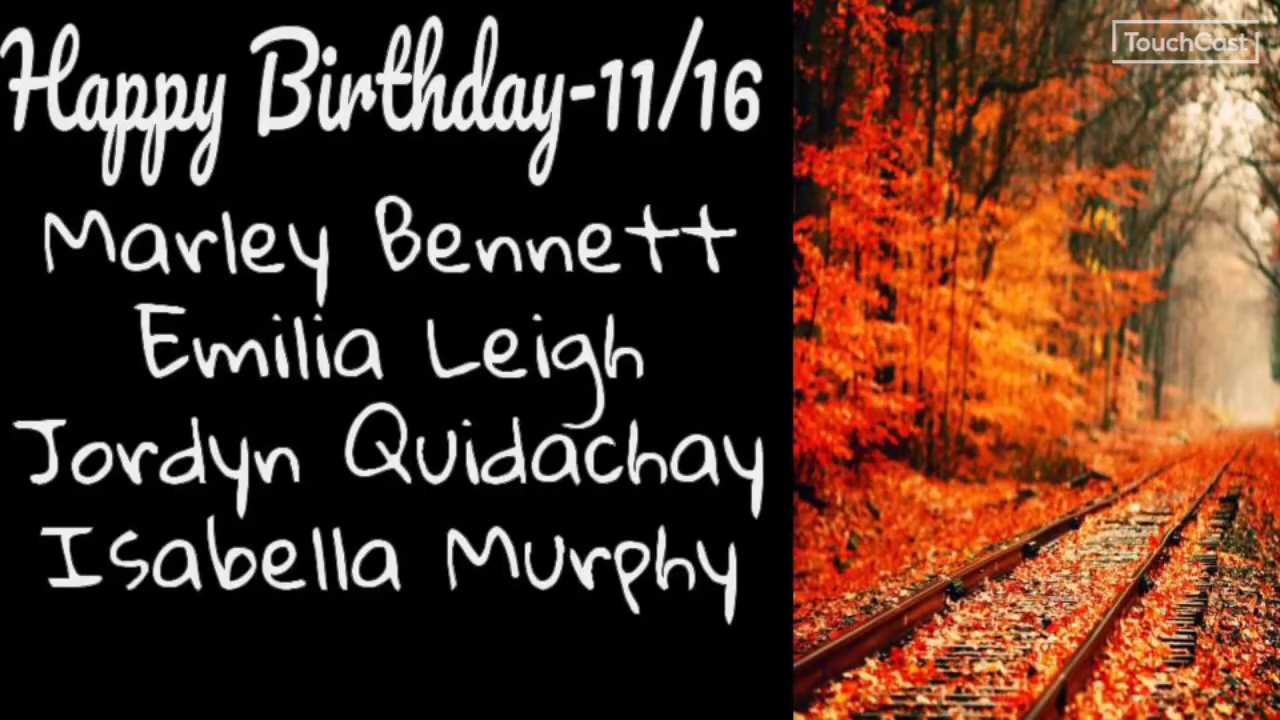 Happy Birthday-11/16
Marley Bennett
Emilia Leigh
Jordyn Quidachay
Isabella Murphy
TouchCast